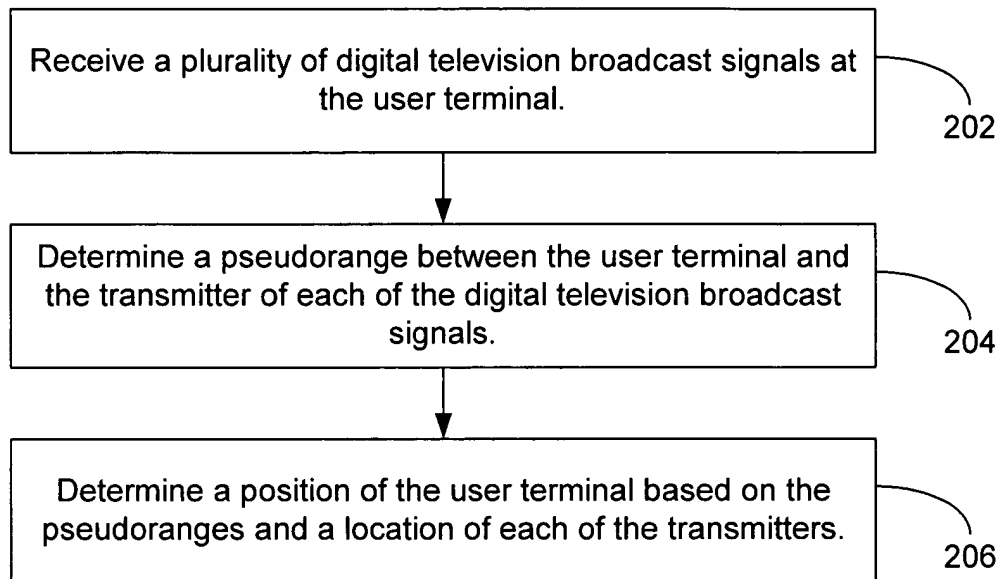 Receive a plurality of digital television broadcast signals at
the user terminal.
202
Determine a pseudorange between the user terminal and
the transmitter of each of the digital television broadcast
signals.
204
Determine a position of the user terminal based on the
pseudoranges and a location of each of the transmitters.
206